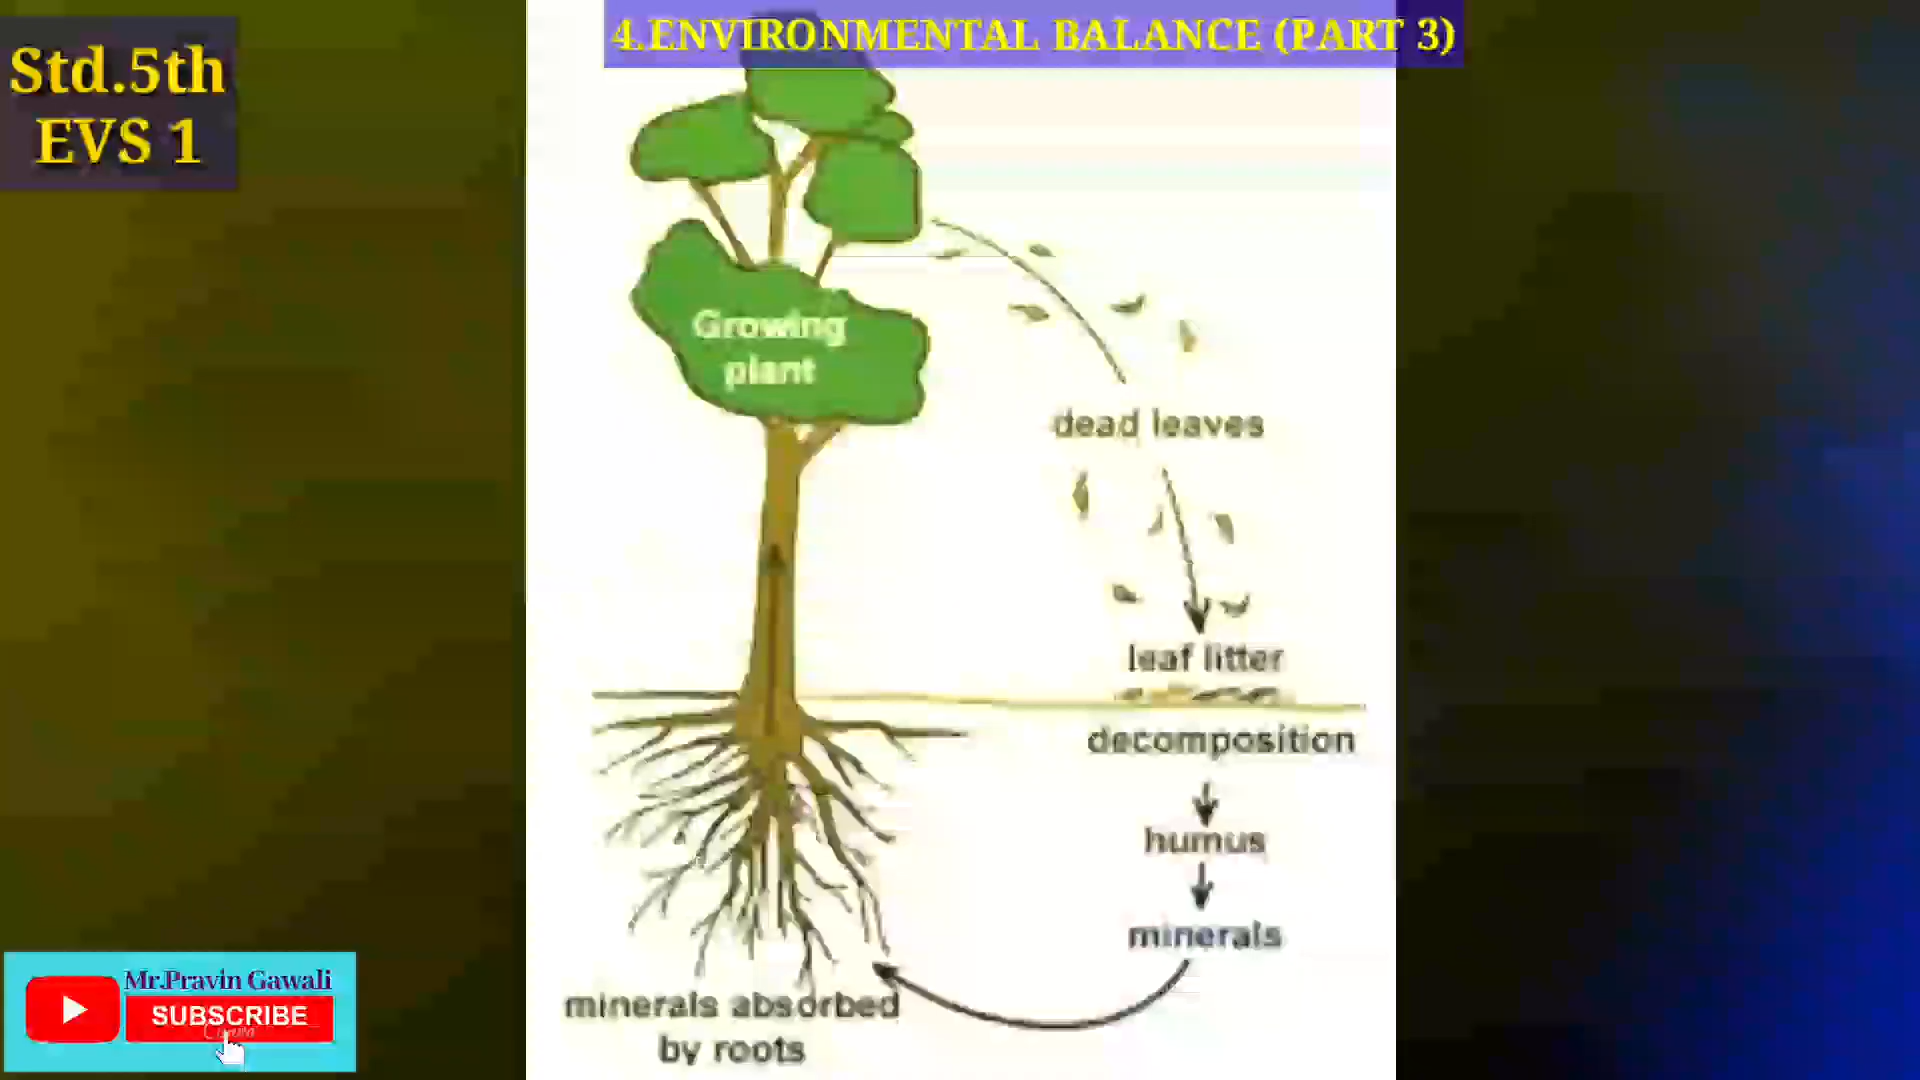 4.ENVIRONMENTAL BALANCE (PART 3)
Std.5th
EVS 1
Growing
plant
dead leaves
leaf litter
decomposition
humus
minerals
minerals absorbed
by roots
Mr.Pravin Gawali
SUBSCRIBE